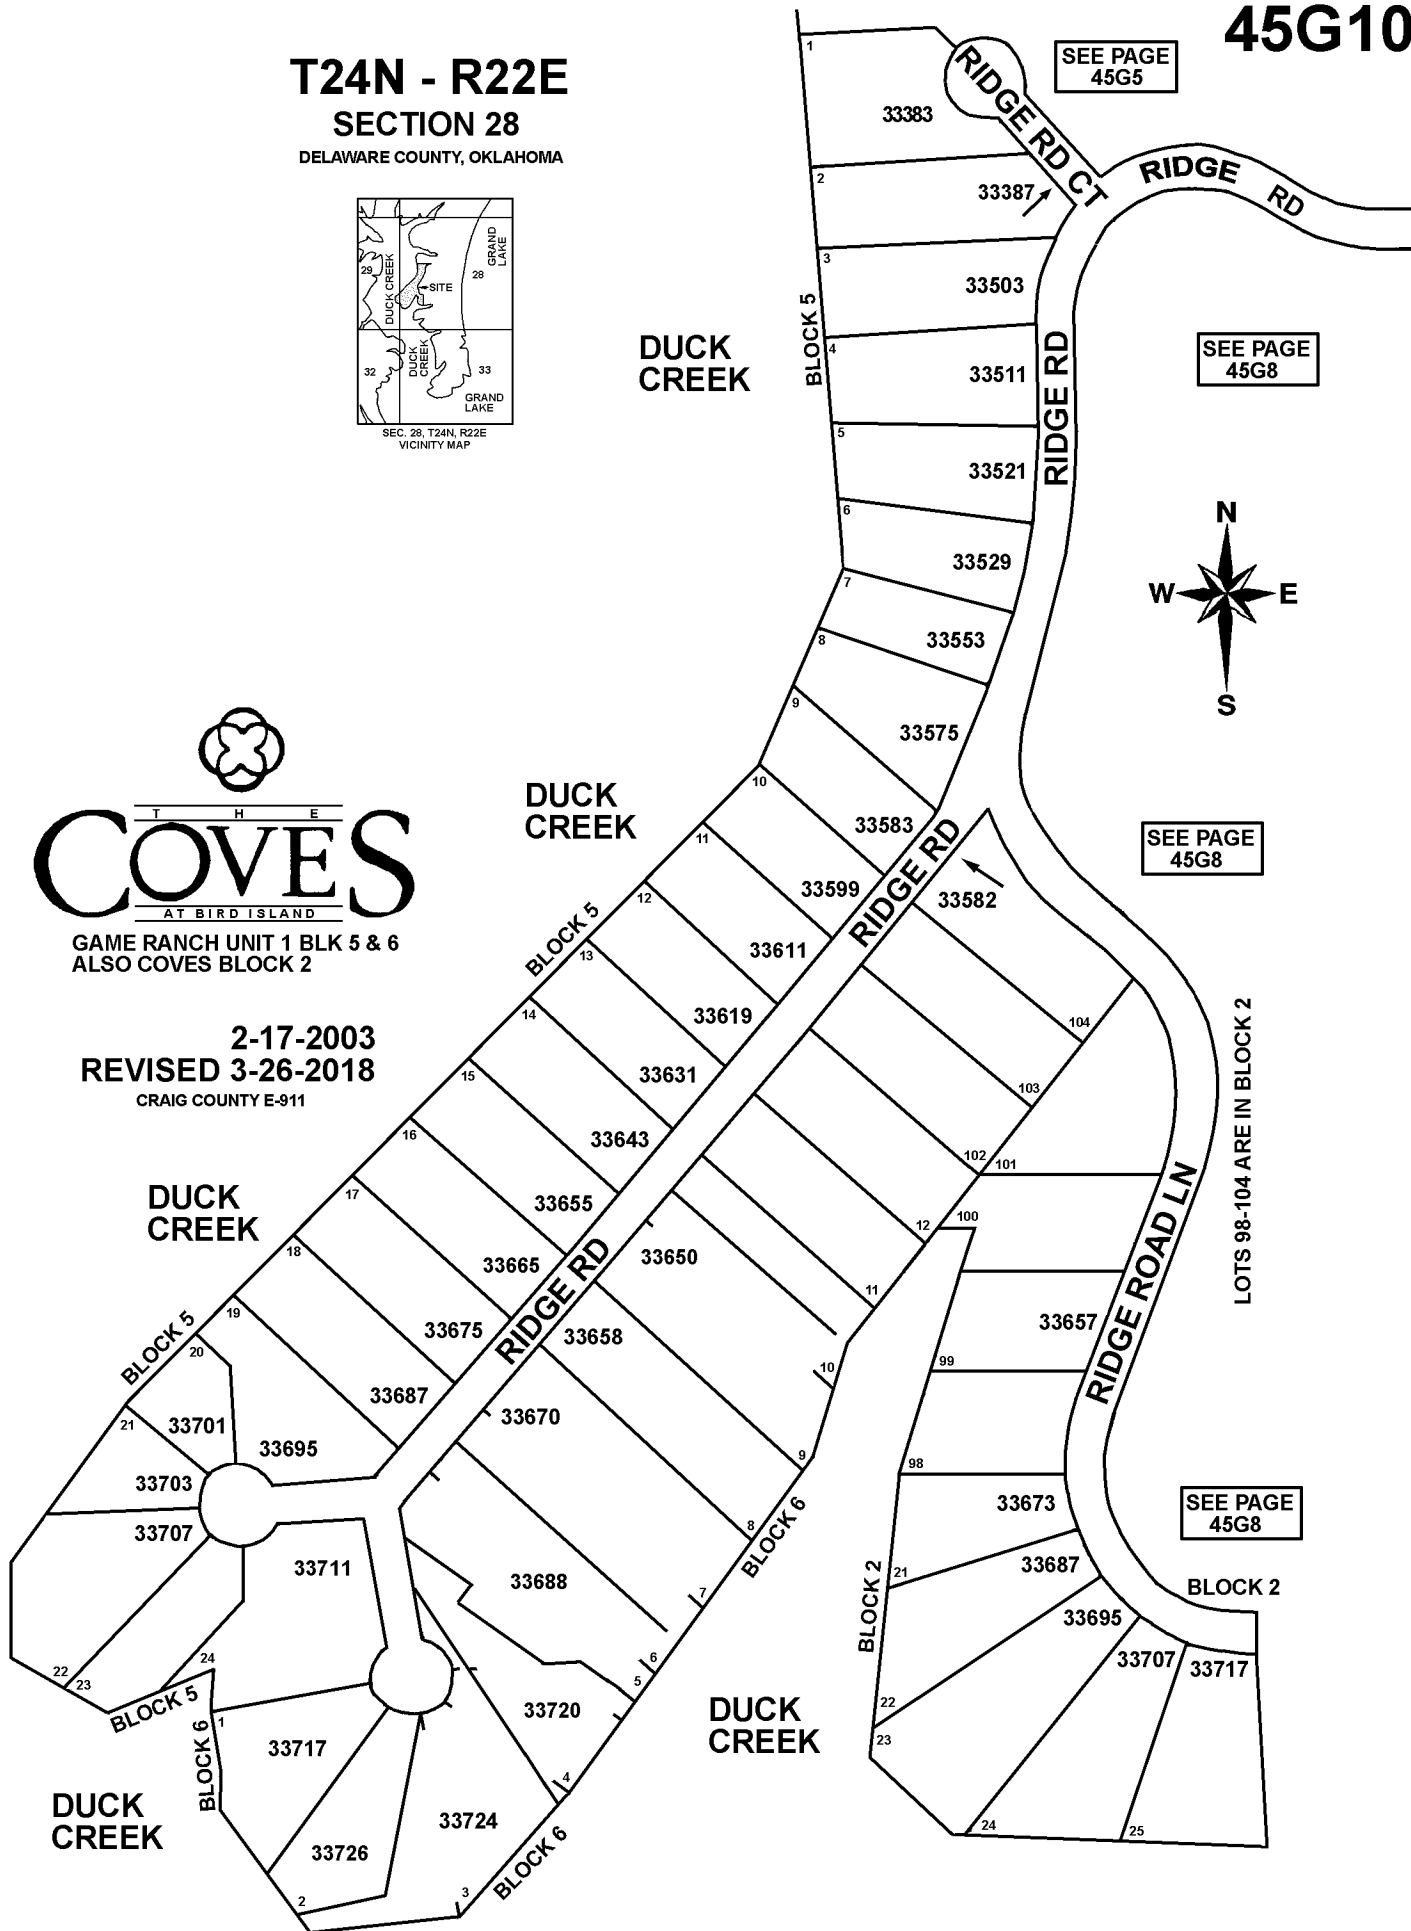 45G10
T24N - R22E
SECTION 28
DELAWARE COUNTY, OKLAHOMA
29
DUCK CREEK
GRAND
LAKE
28
SITE
32
DUCK
CREEK
33
GRAND
LAKE
SEC. 28, T24N, R22E
VICINITY MAP
SEE PAGE
45G5
RIDGE RD CT
RIDGE RD
1
33383
2
33387
3
33503
BLOCK 5
4
33511
RIDGE RD
DUCK
CREEK
SEE PAGE
45G8
5
33521
6
33529
N
W
E
S
7
33553
8
33575
9
33583
10
33599
11
33611
12
33619
13
33631
14
33643
15
33655
16
33665
17
33675
18
33687
19
33695
20
33701
21
33703
33707
22
23
33711
24
DUCK
CREEK
BLOCK 5
T H E
COVES
AT BIRD ISLAND
GAME RANCH UNIT 1 BLK 5 & 6
ALSO COVES BLOCK 2
2-17-2003
REVISED 3-26-2018
CRAIG COUNTY E-911
RIDGE RD
33582
SEE PAGE
45G8
104
103
102
101
100
99
98
LOTS 98-104 ARE IN BLOCK 2
RIDGE ROAD LN
DUCK
CREEK
BLOCK 5
RIDGE RD
33650
33658
33670
33688
12
11
10
9
8
7
6
5
4
3
BLOCK 6
33657
33673
21
33687
22
33695
23
33707
24
33717
25
BLOCK 2
BLOCK 2
SEE PAGE
45G8
BLOCK 5
BLOCK 6
1
33717
33720
33724
33726
2
BLOCK 6
DUCK
CREEK
DUCK
CREEK